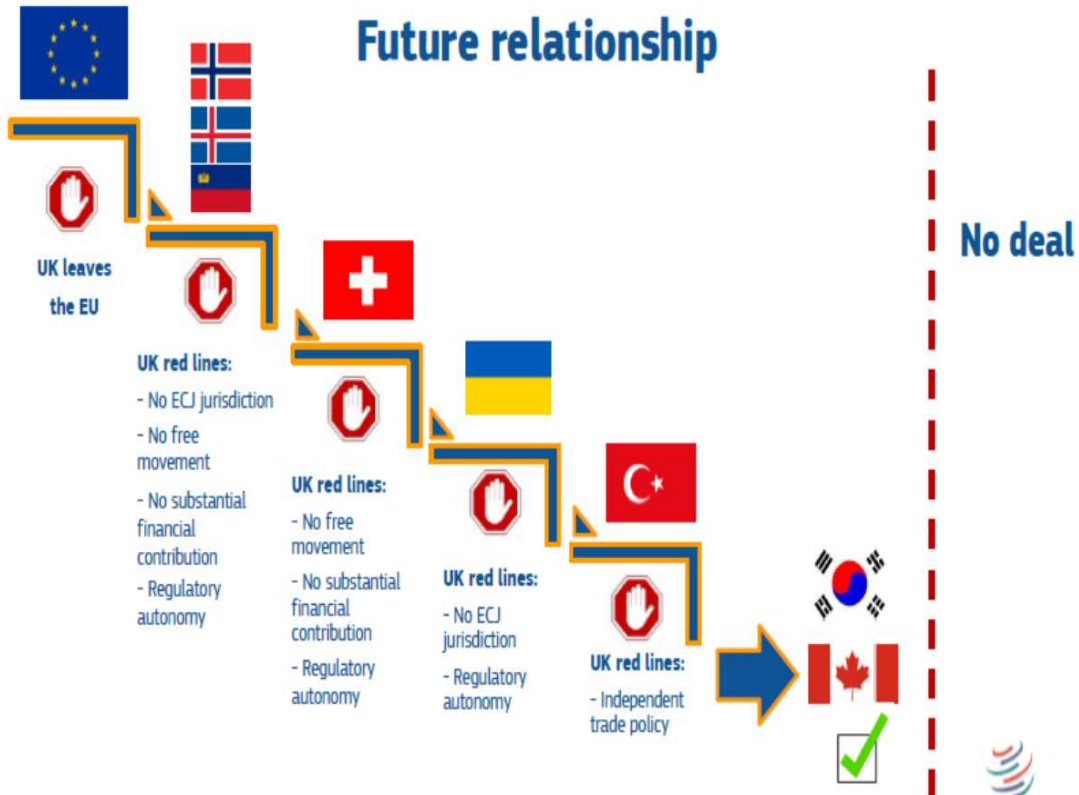 Future relationship
No deal
UK leaves
the EU
UK red lines:
- No ECJ jurisdiction
- No free
movement
- No substantial
financial
contribution
- Regulatory
autonomy
UK red lines:
- No free
movement
- No substantial
financial
contribution
- Regulatory
autonomy
UK red lines:
- No ECJ
jurisdiction
- Regulatory
autonomy
UK red lines:
- Independent
trade policy